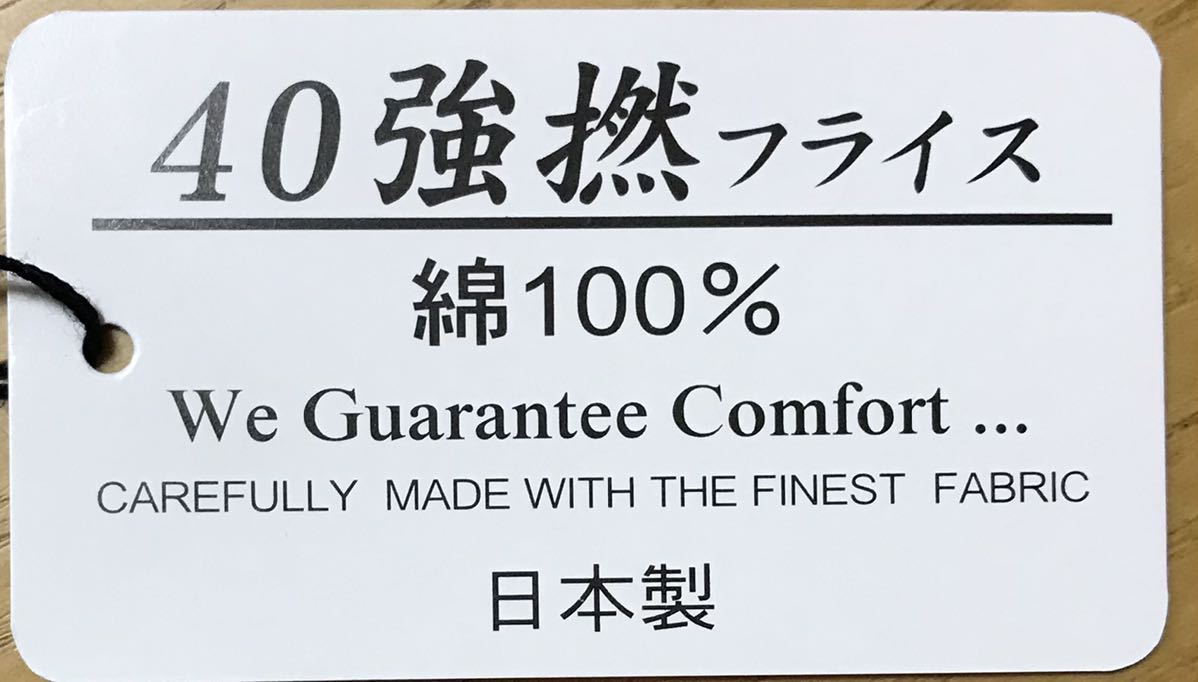 40強撚フライス
綿100%
We Guarantee Comfort ...
CAREFULLY MADE WITH THE FINEST FABRIC
日本製